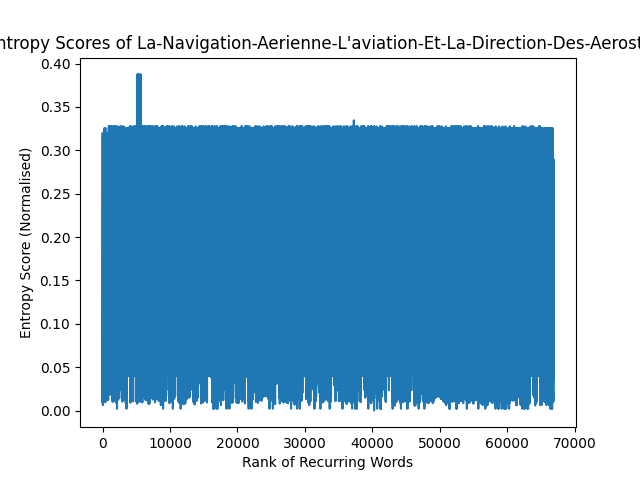 ntropy Scores of La-Navigation-Aerienne-L'aviation-Et-La-Direction-Des-Aerost
0.40
0.35
0.30
0.25
0.20
0.15
0.10
0.05
0.00
Entropy Score (Normalised)
0 10000 20000 30000 40000 50000 60000 70000
Rank of Recurring Words